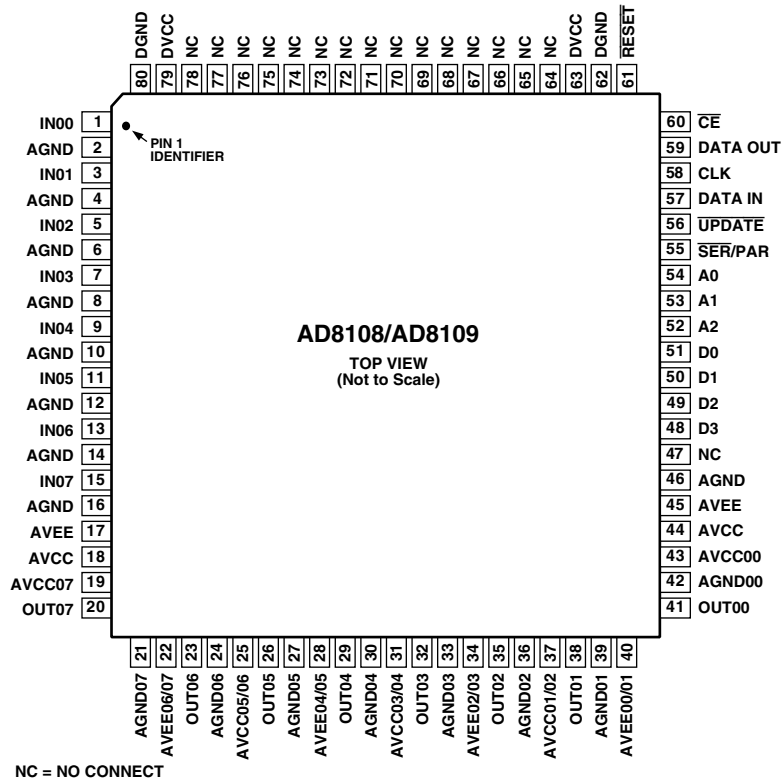 DGND DVCC NC NC NC NC NC NC NC NC NC NC NC NC NC NC NC DVCC DGND RESET
80 79 78 77 76 75 74 73 72 71 70 69 68 67 66 65 64 63 62 61
IN00 1
AGND 2
IN01 3
AGND 4
IN02 5
AGND 6
IN03 7
AGND 8
IN04 9
AGND 10
IN05 11
AGND 12
IN06 13
AGND 14
IN07 15
AGND 16
AVEE 17
AVCC 18
AVCC07 19
OUT07 20
PIN 1
IDENTIFIER
AD8108/AD8109
TOP VIEW
(Not to Scale)
60 CE
59 DATA OUT
58 CLK
57 DATA IN
56 UPDATE
55 SER/PAR
54 A0
53 A1
52 A2
51 D0
50 D1
49 D2
48 D3
47 NC
46 AGND
45 AVEE
44 AVCC
43 AVCC00
42 AGND00
41 OUT00
21 22 23 24 25 26 27 28 29 30 31 32 33 34 35 36 37 38 39 40
AGND07 AVEE06/07 OUT06 AGND06 AVCC05/06 OUT05 AGND05 AVEE04/05 OUT04 AGND04 AVCC03/04 OUT03 AGND03 AVEE02/03 OUT02 AGND02 AVCC01/02 OUT01 AGND01 AVEE00/01
NC = NO CONNECT